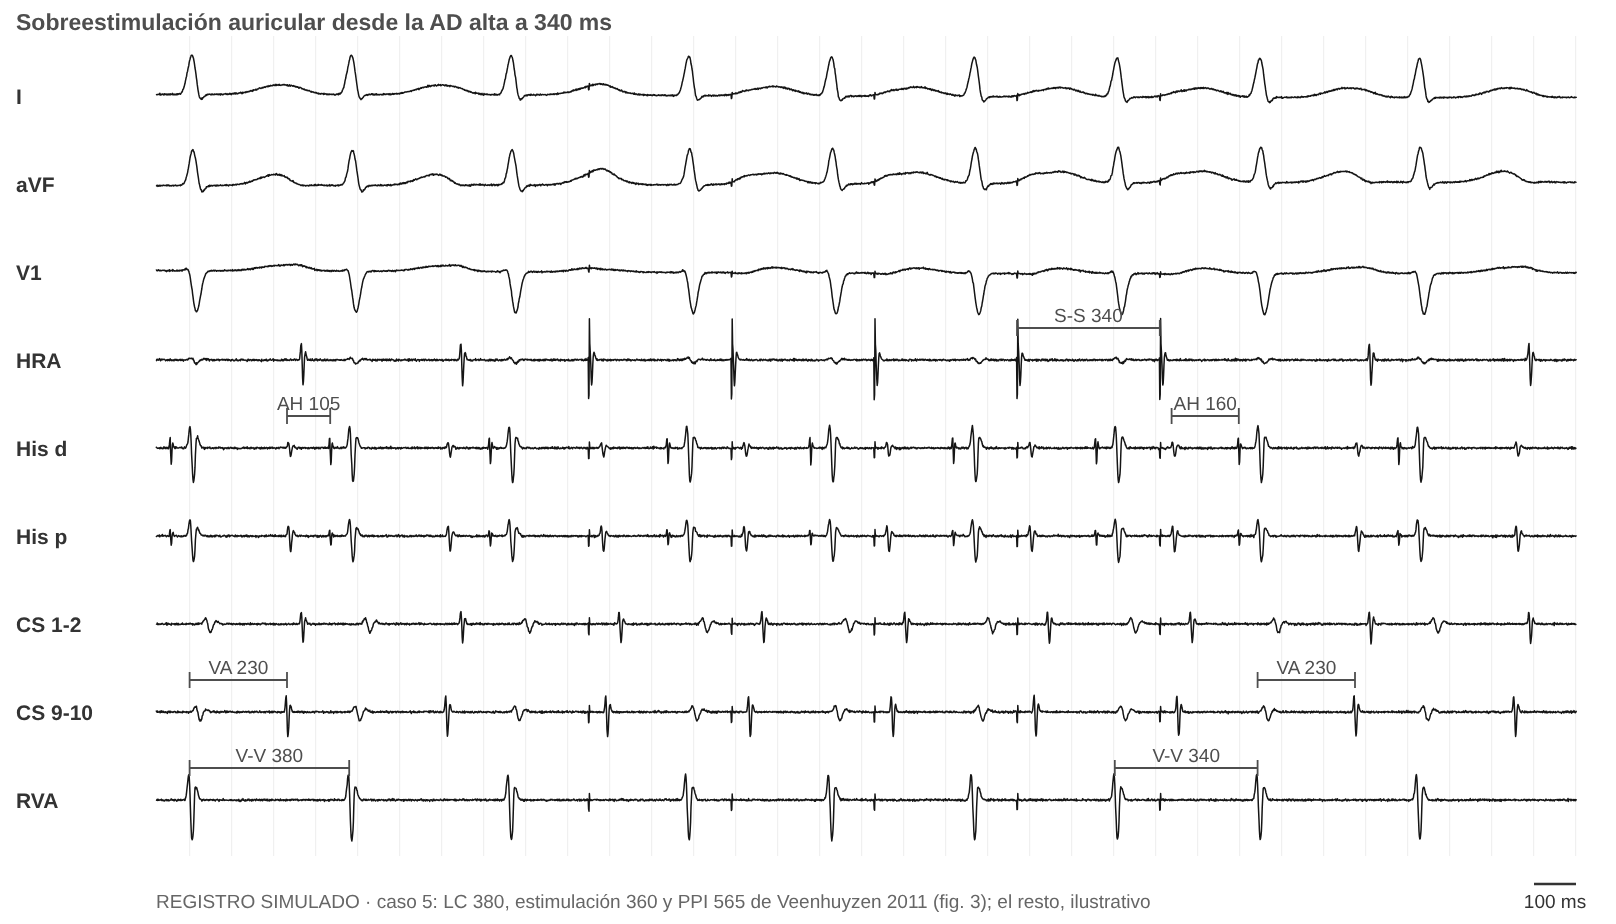 Sobreestimulación auricular desde la AD alta a 340 ms
I
aVF
V1
S-S 340
HRA
AH 105
AH 160
His d
His p
CS 1-2
VA 230
VA 230
CS 9-10
V-V 380
V-V 340
RVA
REGISTRO SIMULADO · caso 5: LC 380, estimulación 360 y PPI 565 de Veenhuyzen 2011 (fig. 3); el resto, ilustrativo
100 ms